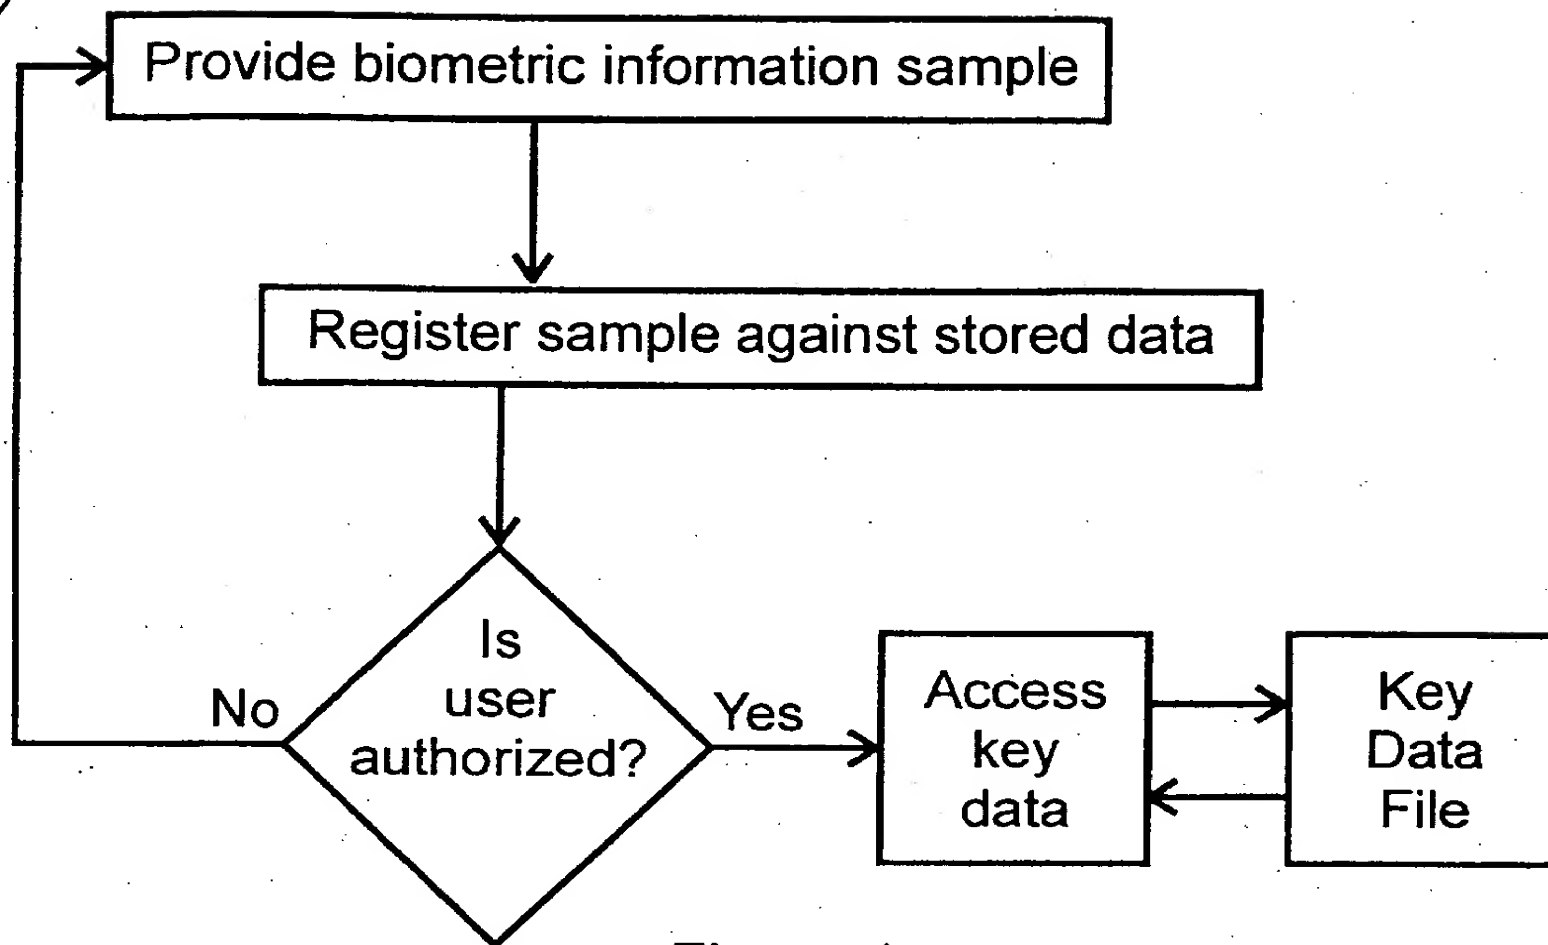 Provide biometric information sample
Register sample against stored data
Is
user
authorized?
No
Yes
Access
key
data
Key
Data
File